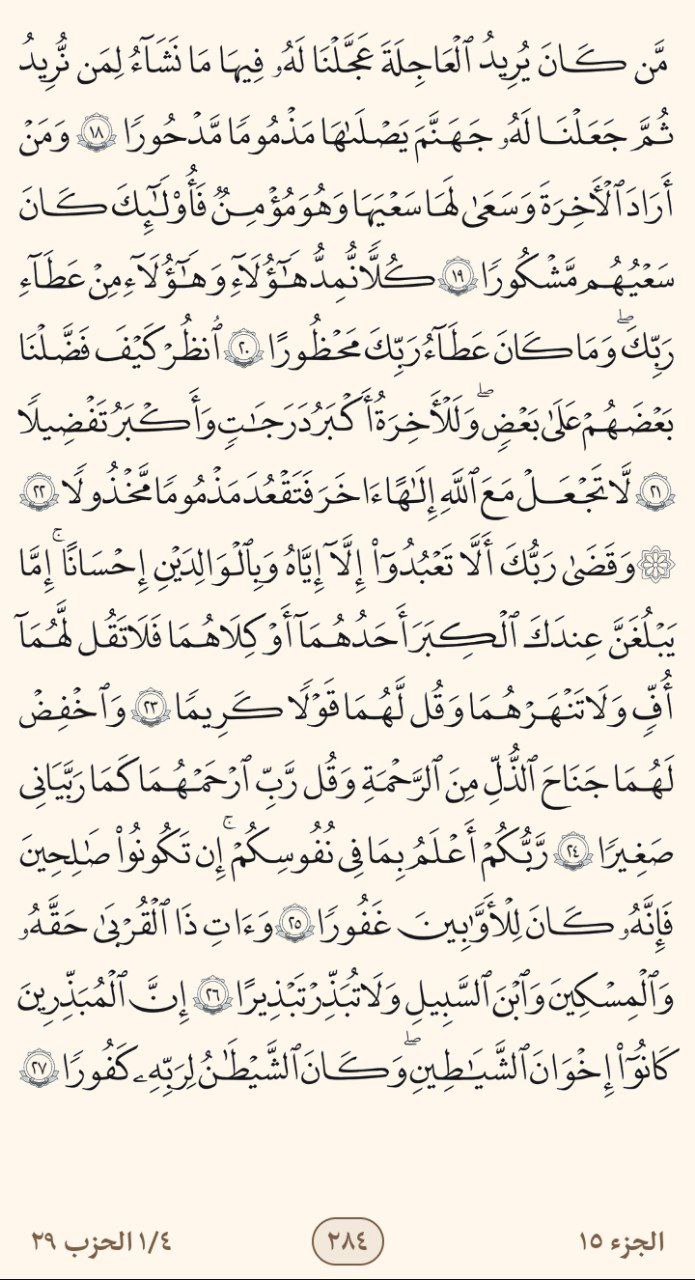 مَّن كَانَ يُرِيدُ ٱلْعَاجِلَةَ عَجَّلْنَا لَهُۥ فِيهَا مَا نَشَآءُ لِمَن نُّرِيدُ
ثُمَّ جَعَلْنَا لَهُۥ جَهَنَّمَ يَصْلَىٰهَا مَذْمُومًا مَّدْحُورًا ١٨ وَمَنْ
أَرَادَ ٱلْأَخِرَةَ وَسَعَىٰ لَهَا سَعْيَهَا وَهُوَ مُؤْمِنٌ فَأُو۟لَٰٓئِكَ كَانَ
سَعْيُهُم مَّشْكُورًا ١٩ كُلًّا نُّمِدُّ هَٰٓؤُلَآءِ وَهَٰٓؤُلَآءِ مِنْ عَطَآءِ
رَبِّكَ ۖ وَمَا كَانَ عَطَآءُ رَبِّكَ مَحْظُورًا ٢٠ ٱنظُرْ كَيْفَ فَضَّلْنَا
بَعْضَهُمْ عَلَىٰ بَعْضٍ ۖ وَلَلْأَخِرَةُ أَكْبَرُ دَرَجَٰتٍ وَأَكْبَرُ تَفْضِيلًا
٢١ لَّا تَجْعَلْ مَعَ ٱللَّهِ إِلَٰهًا ءَاخَرَ فَتَقْعُدَ مَذْمُومًا مَّخْذُولًا ٢٢
۞ وَقَضَىٰ رَبُّكَ أَلَّا تَعْبُدُوٓا۟ إِلَّآ إِيَّاهُ وَبِٱلْوَٰلِدَيْنِ إِحْسَٰنًا ۚ إِمَّا
يَبْلُغَنَّ عِندَكَ ٱلْكِبَرَ أَحَدُهُمَآ أَوْ كِلَاهُمَا فَلَا تَقُل لَّهُمَآ
أُفٍّ وَلَا تَنْهَرْهُمَا وَقُل لَّهُمَا قَوْلًا كَرِيمًا ٢٣ وَٱخْفِضْ
لَهُمَا جَنَاحَ ٱلذُّلِّ مِنَ ٱلرَّحْمَةِ وَقُل رَّبِّ ٱرْحَمْهُمَا كَمَا رَبَّيَانِى
صَغِيرًا ٢٤ رَّبُّكُمْ أَعْلَمُ بِمَا فِى نُفُوسِكُمْ ۚ إِن تَكُونُوا۟ صَٰلِحِينَ
فَإِنَّهُۥ كَانَ لِلْأَوَّٰبِينَ غَفُورًا ٢٥ وَءَاتِ ذَا ٱلْقُرْبَىٰ حَقَّهُۥ
وَٱلْمِسْكِينَ وَٱبْنَ ٱلسَّبِيلِ وَلَا تُبَذِّرْ تَبْذِيرًا ٢٦ إِنَّ ٱلْمُبَذِّرِينَ
كَانُوٓا۟ إِخْوَٰنَ ٱلشَّيَٰطِينِ ۖ وَكَانَ ٱلشَّيْطَٰنُ لِرَبِّهِۦ كَفُورًا ٢٧
الجزء ١٥ ٢٨٤ ١/٤ الحزب ٢٩